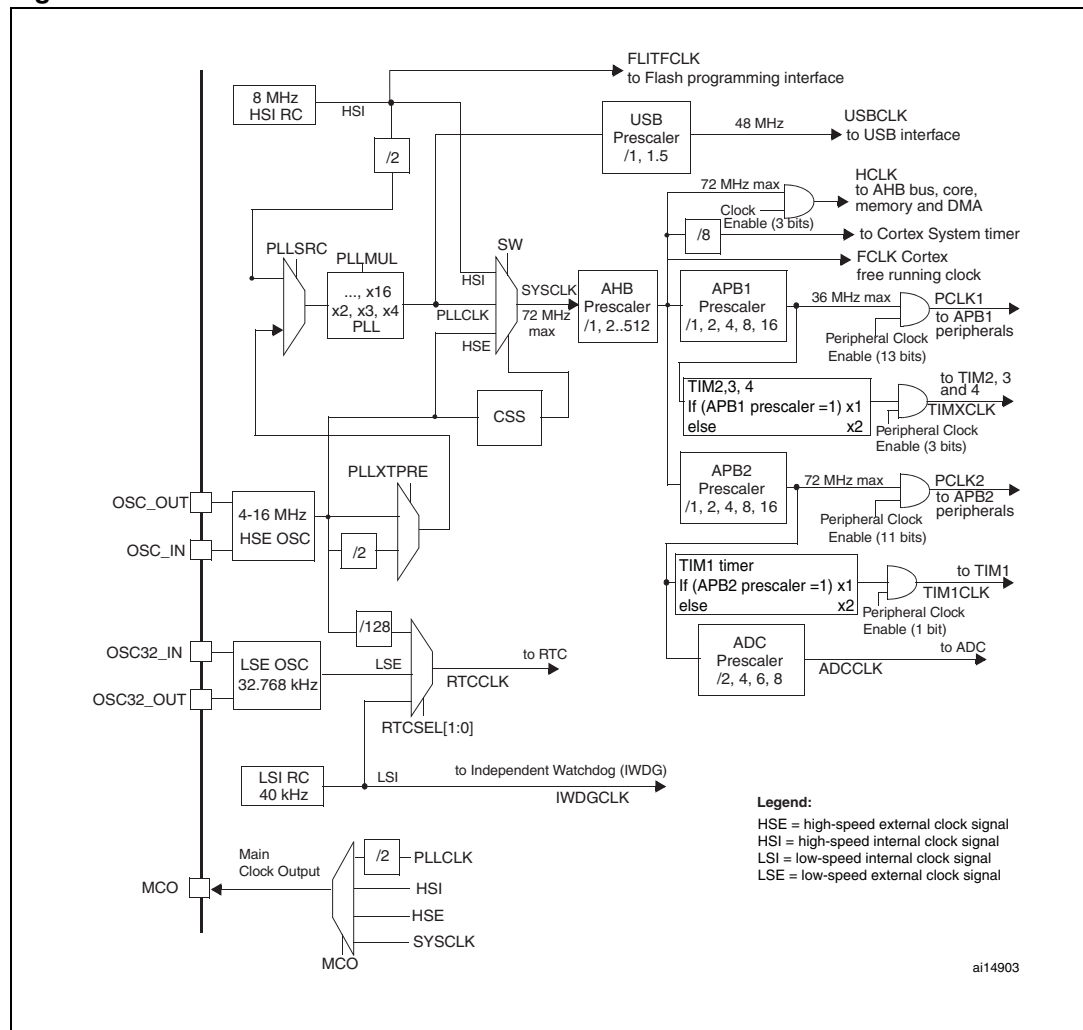 FLITFCLK
to Flash programming interface
8 MHz
HSI RC
HSI
/2
USB
Prescaler
/1, 1.5
48 MHz
USBCLK
to USB interface
72 MHz max
Clock
Enable (3 bits)
HCLK
to AHB bus, core,
memory and DMA
/8
to Cortex System timer
FCLK Cortex
free running clock
PLLSRC
PLLMUL
..., x16
x2, x3, x4
PLL
SW
HSI
PLLCLK
HSE
SYSCLK
72 MHz
max
AHB
Prescaler
/1, 2..512
APB1
Prescaler
/1, 2, 4, 8, 16
36 MHz max
PCLK1
to APB1
peripherals
Peripheral Clock
Enable (13 bits)
TIM2,3, 4
If (APB1 prescaler =1) x1
else x2
to TIM2, 3
and 4
TIMXCLK
Peripheral Clock
Enable (3 bits)
CSS
PLLXTPRE
OSC_OUT
OSC_IN
4-16 MHz
HSE OSC
/2
APB2
Prescaler
/1, 2, 4, 8, 16
72 MHz max
PCLK2
to APB2
peripherals
Peripheral Clock
Enable (11 bits)
TIM1 timer
If (APB2 prescaler =1) x1
else x2
to TIM1
TIM1CLK
Peripheral Clock
Enable (1 bit)
ADC
Prescaler
/2, 4, 6, 8
to ADC
ADCCLK
/128
OSC32_IN
OSC32_OUT
LSE OSC
32.768 kHz
LSE
to RTC
RTCCLK
RTCSEL[1:0]
LSI RC
40 kHz
LSI
to Independent Watchdog (IWDG)
IWDGCLK
Legend:
HSE = high-speed external clock signal
HSI = high-speed internal clock signal
LSI = low-speed internal clock signal
LSE = low-speed external clock signal
Main
Clock Output
MCO
/2
PLLCLK
HSI
HSE
SYSCLK
MCO
ai14903